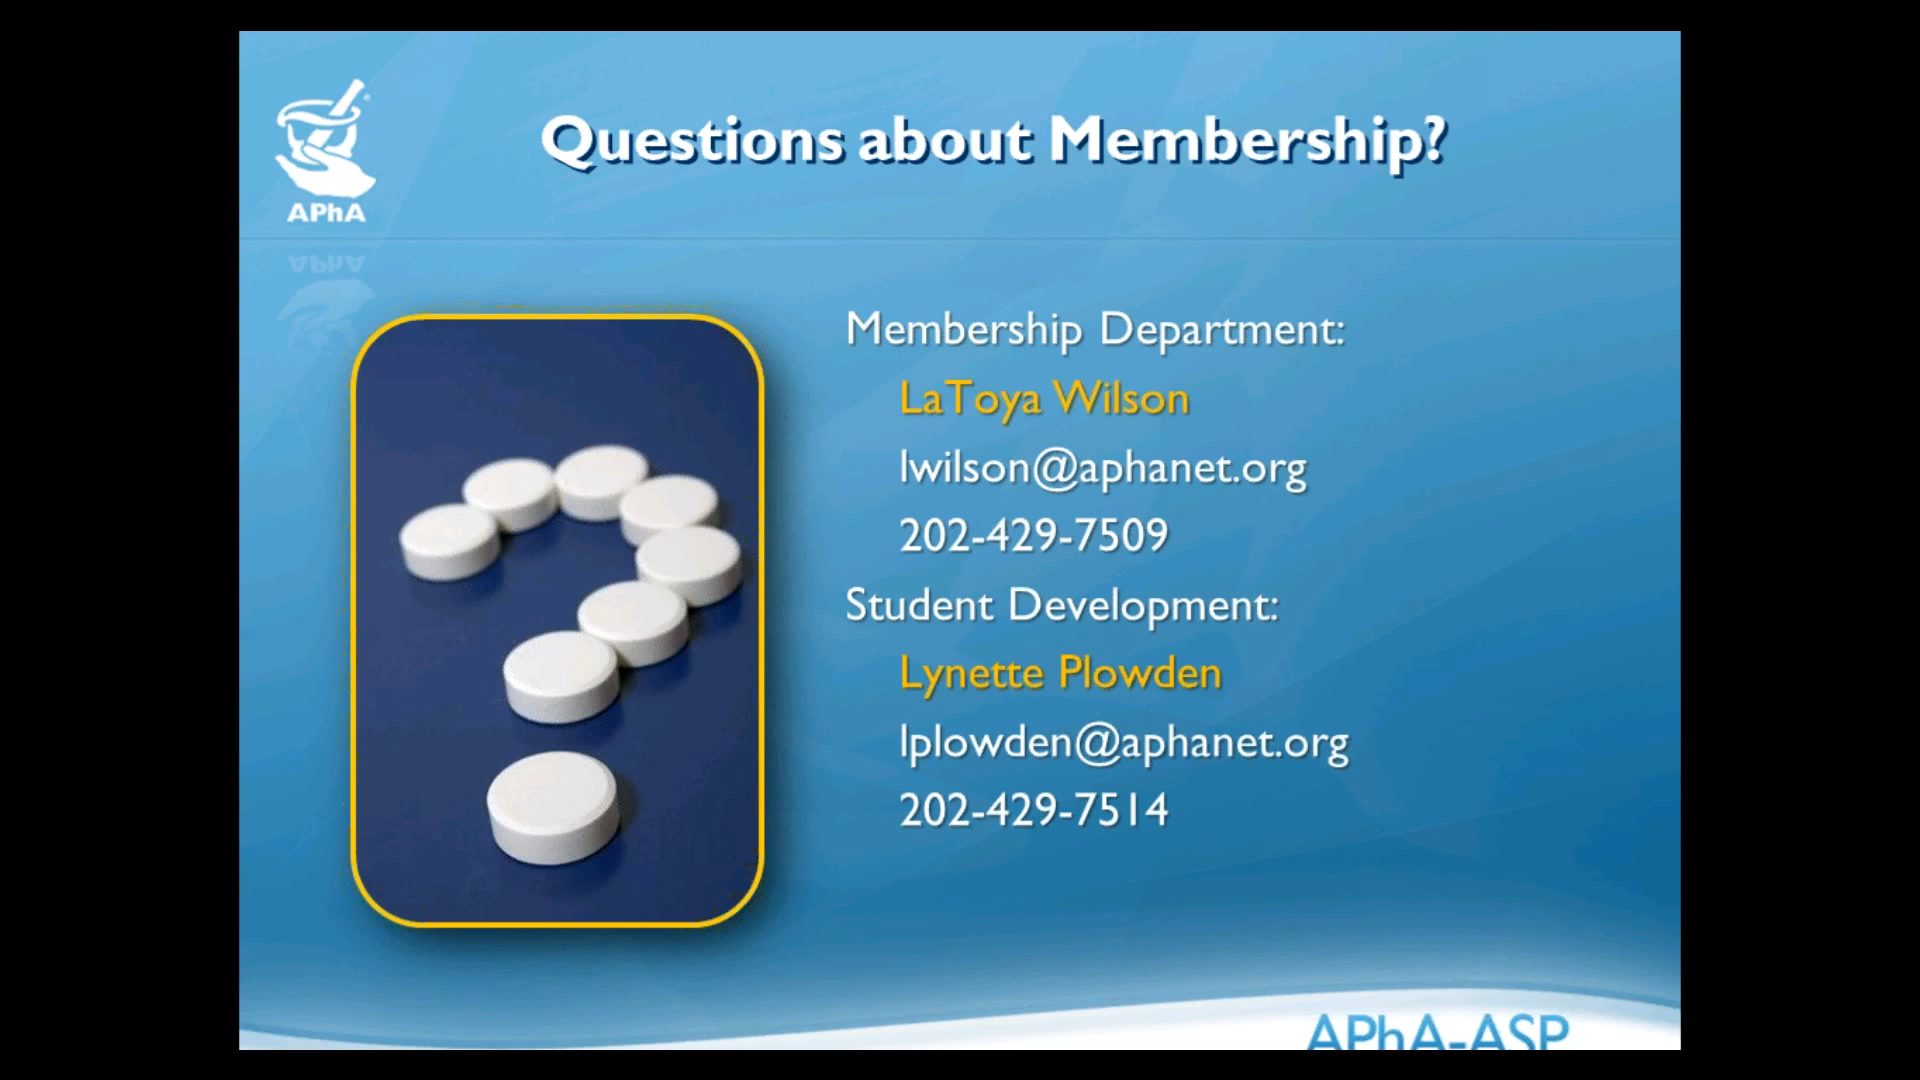 APhA
Questions about Membership?
Membership Department:
LaToya Wilson
lwilson@aphanet.org
202-429-7509
Student Development:
Lynette Plowden
lplowden@aphanet.org
202-429-7514
APhA-ASP